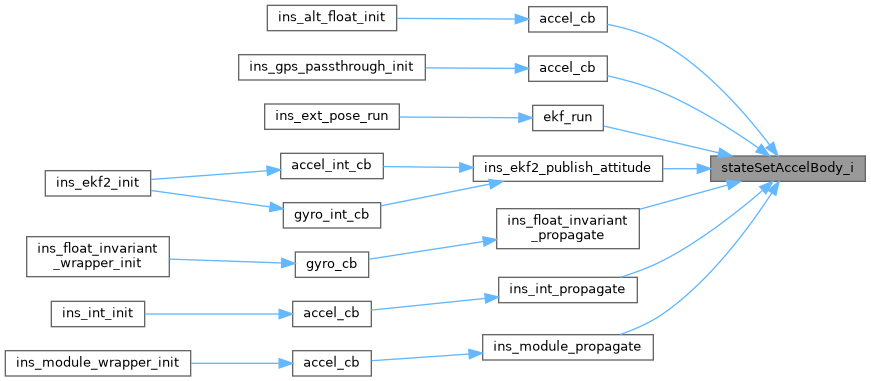 ins_alt_float_init
accel_cb
ins_gps_passthrough_init
accel_cb
ins_ext_pose_run
ekf_run
ins_ekf2_init
accel_int_cb
ins_ekf2_publish_attitude
stateSetAccelBody_i
gyro_int_cb
ins_float_invariant
_propagate
ins_float_invariant
_wrapper_init
gyro_cb
ins_int_propagate
ins_int_init
accel_cb
ins_module_propagate
ins_module_wrapper_init
accel_cb